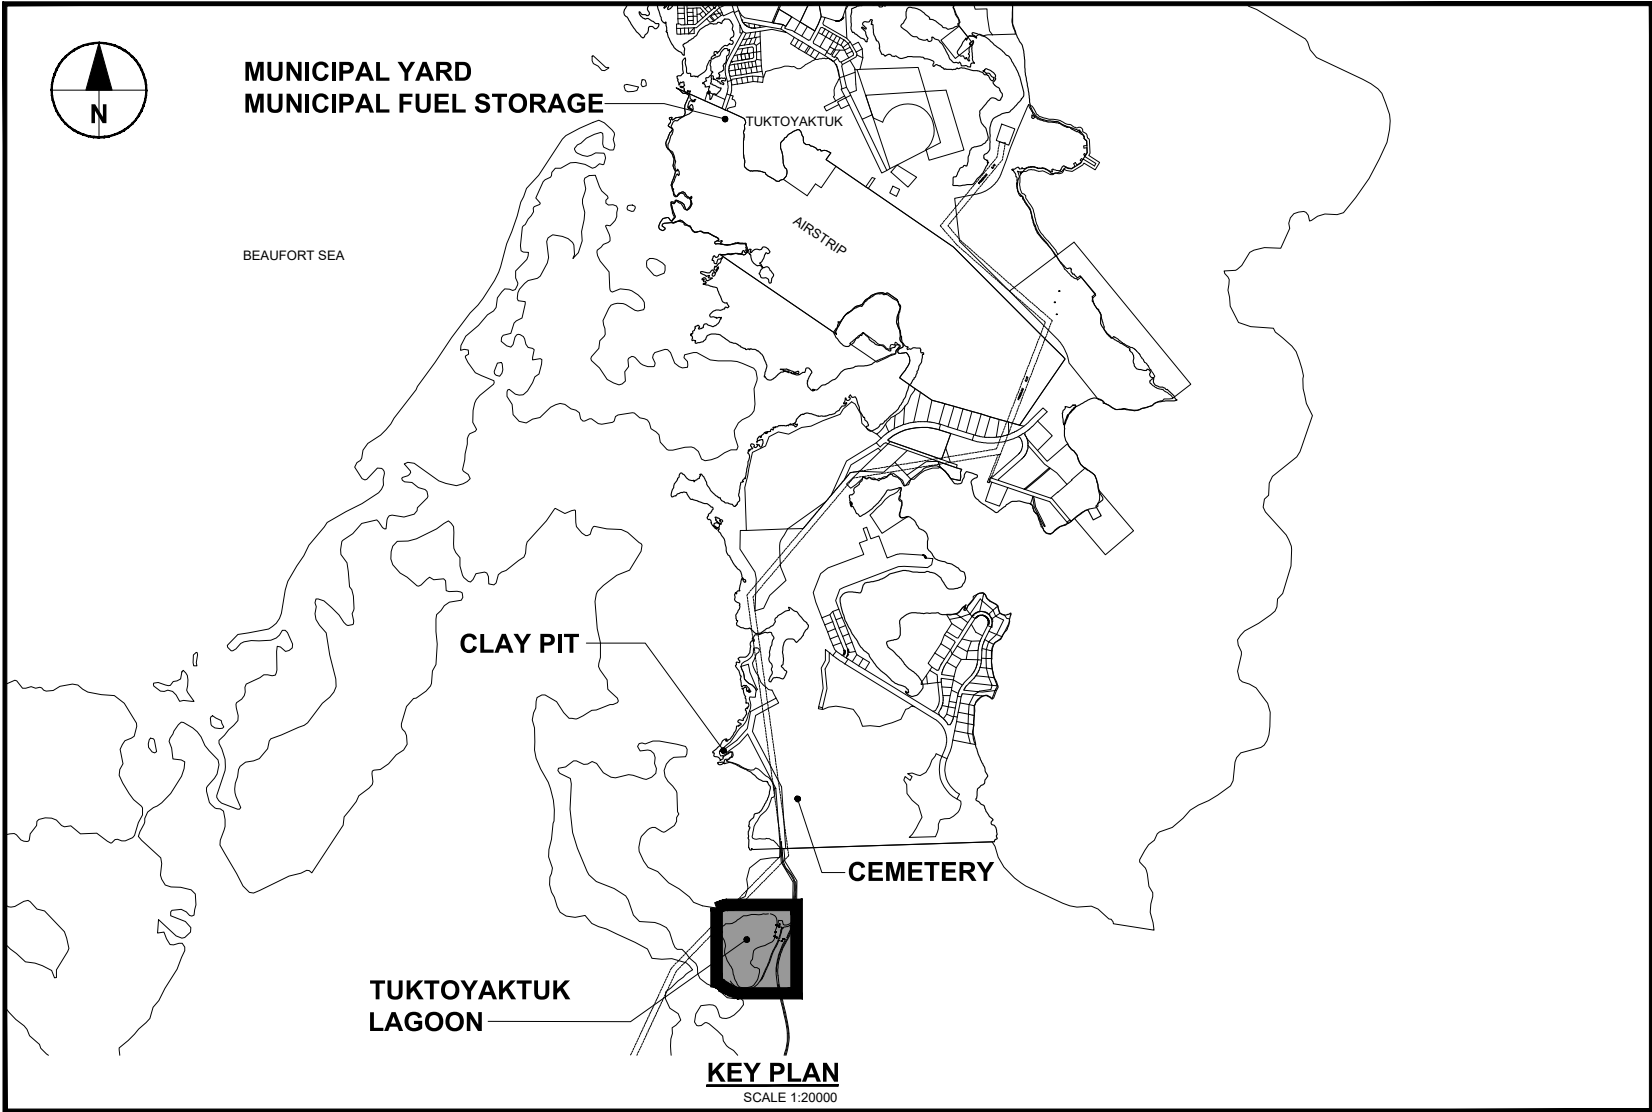 N
MUNICIPAL YARD
MUNICIPAL FUEL STORAGE
TUKTOYAKTUK
AIRSTRIP
BEAUFORT SEA
CLAY PIT
CEMETERY
TUKTOYAKTUK
LAGOON
KEY PLAN
SCALE 1:20000